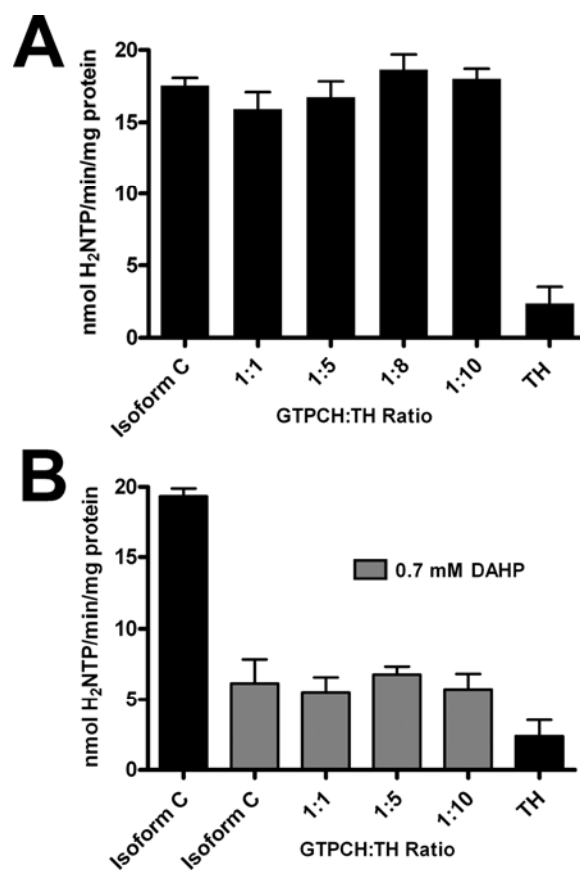 A
nmol H₂NTP/min/mg protein
20
15
10
5
0
Isoform C
1:1
1:5
1:8
1:10
TH
GTPCH:TH Ratio
B
nmol H₂NTP/min/mg protein
20
15
10
5
0
0.7 mM DAHP
Isoform C
Isoform C
1:1
1:5
1:10
TH
GTPCH:TH Ratio